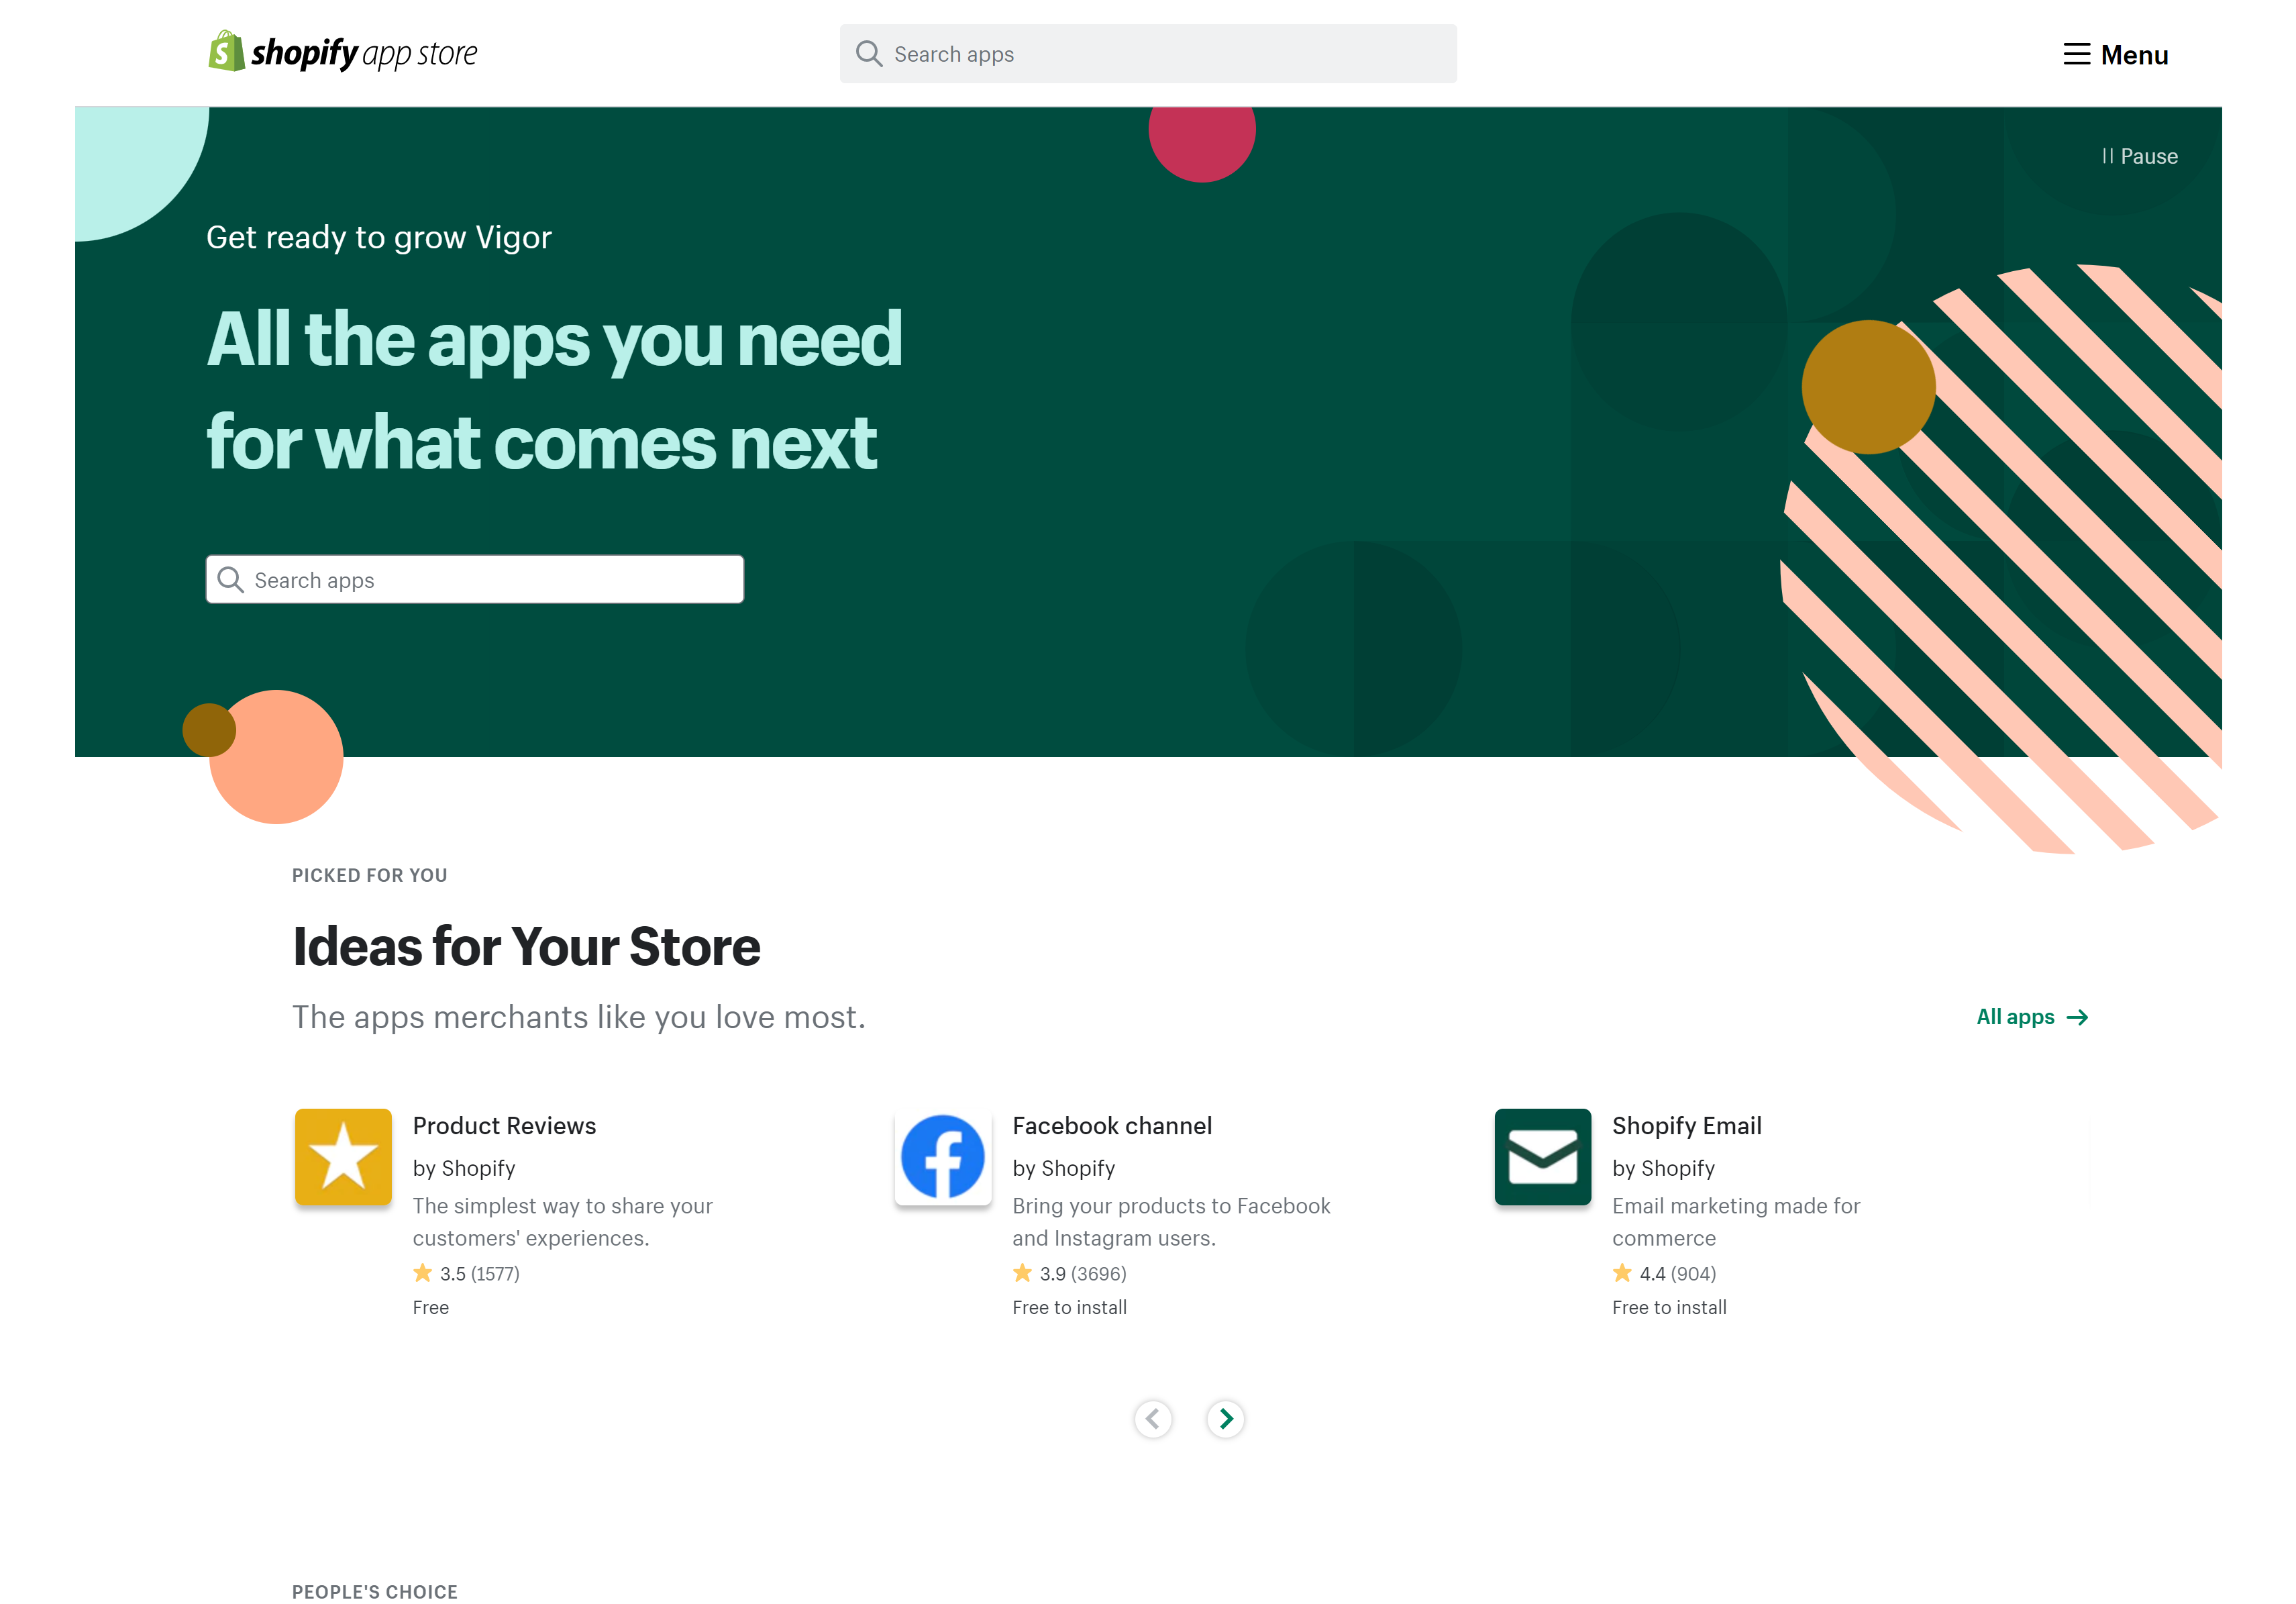 shopify app store
Search apps
Menu
Pause
Get ready to grow Vigor
All the apps you need
for what comes next
Search apps
PICKED FOR YOU
Ideas for Your Store
The apps merchants like you love most.
All apps
Product Reviews
by Shopify
The simplest way to share your
customers' experiences.
3.5 (1577)
Free
Facebook channel
by Shopify
Bring your products to Facebook
and Instagram users.
3.9 (3696)
Free to install
Shopify Email
by Shopify
Email marketing made for
commerce
4.4 (904)
Free to install
PEOPLE'S CHOICE